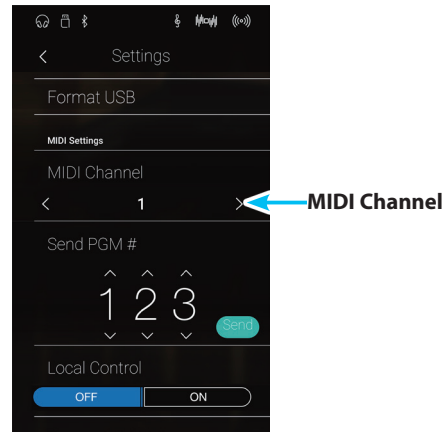 Settings
Format USB
MIDI Settings
MIDI Channel
1
MIDI Channel
Send PGM #
1 2 3
Send
Local Control
OFF ON